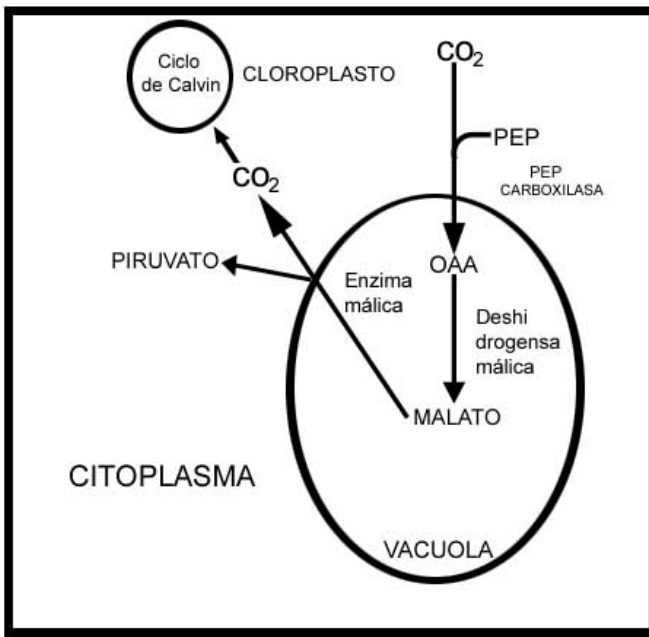 Ciclo
de Calvin
CLOROPLASTO
CO2
CO2
PEP
PEP
CARBOXILASA
PIRUVATO
OAA
Enzima
málica
Deshi
drogensa
málica
MALATO
CITOPLASMA
VACUOLA